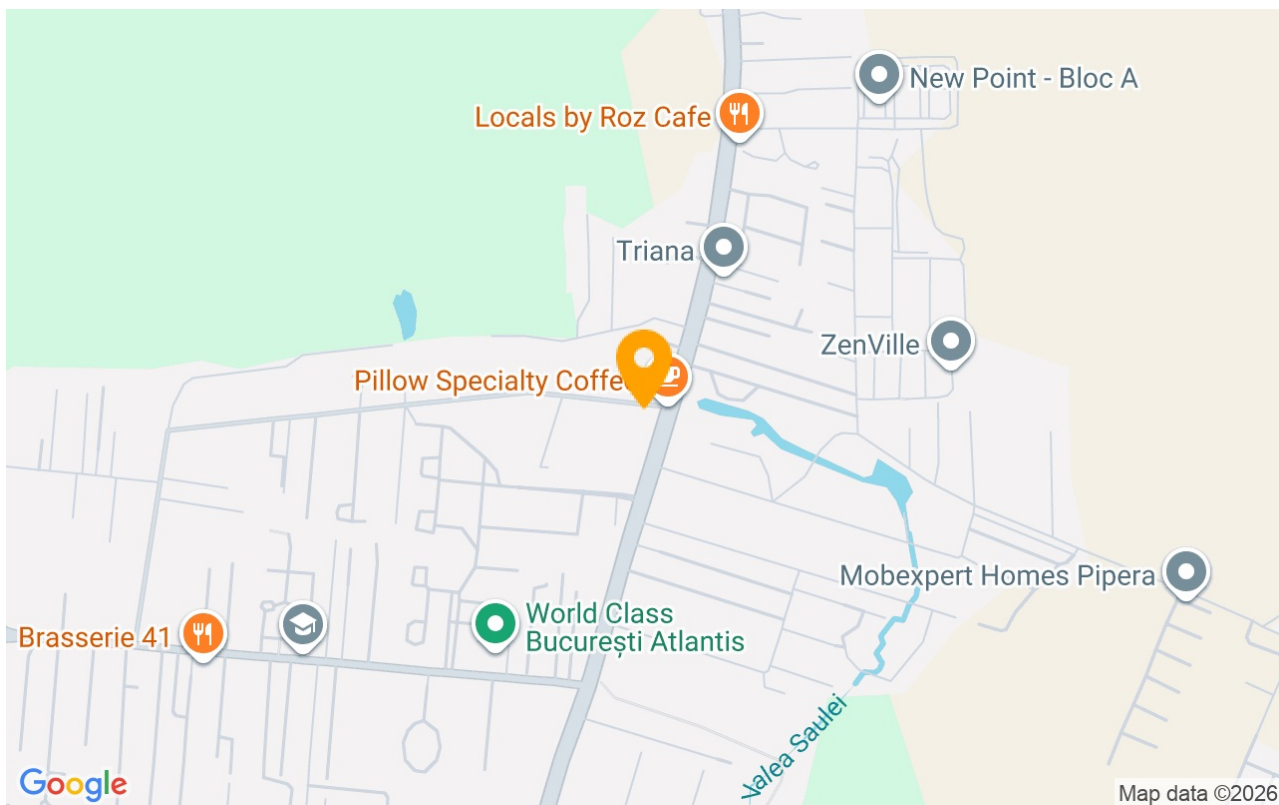 New Point - Bloc A
Locals by Roz Cafe
Triana
ZenVille
Pillow Specialty Coffe
Mobexpert Homes Pipera
World Class
București Atlantis
Brasserie 41
Valea Saulei
Google
Map data ©2026